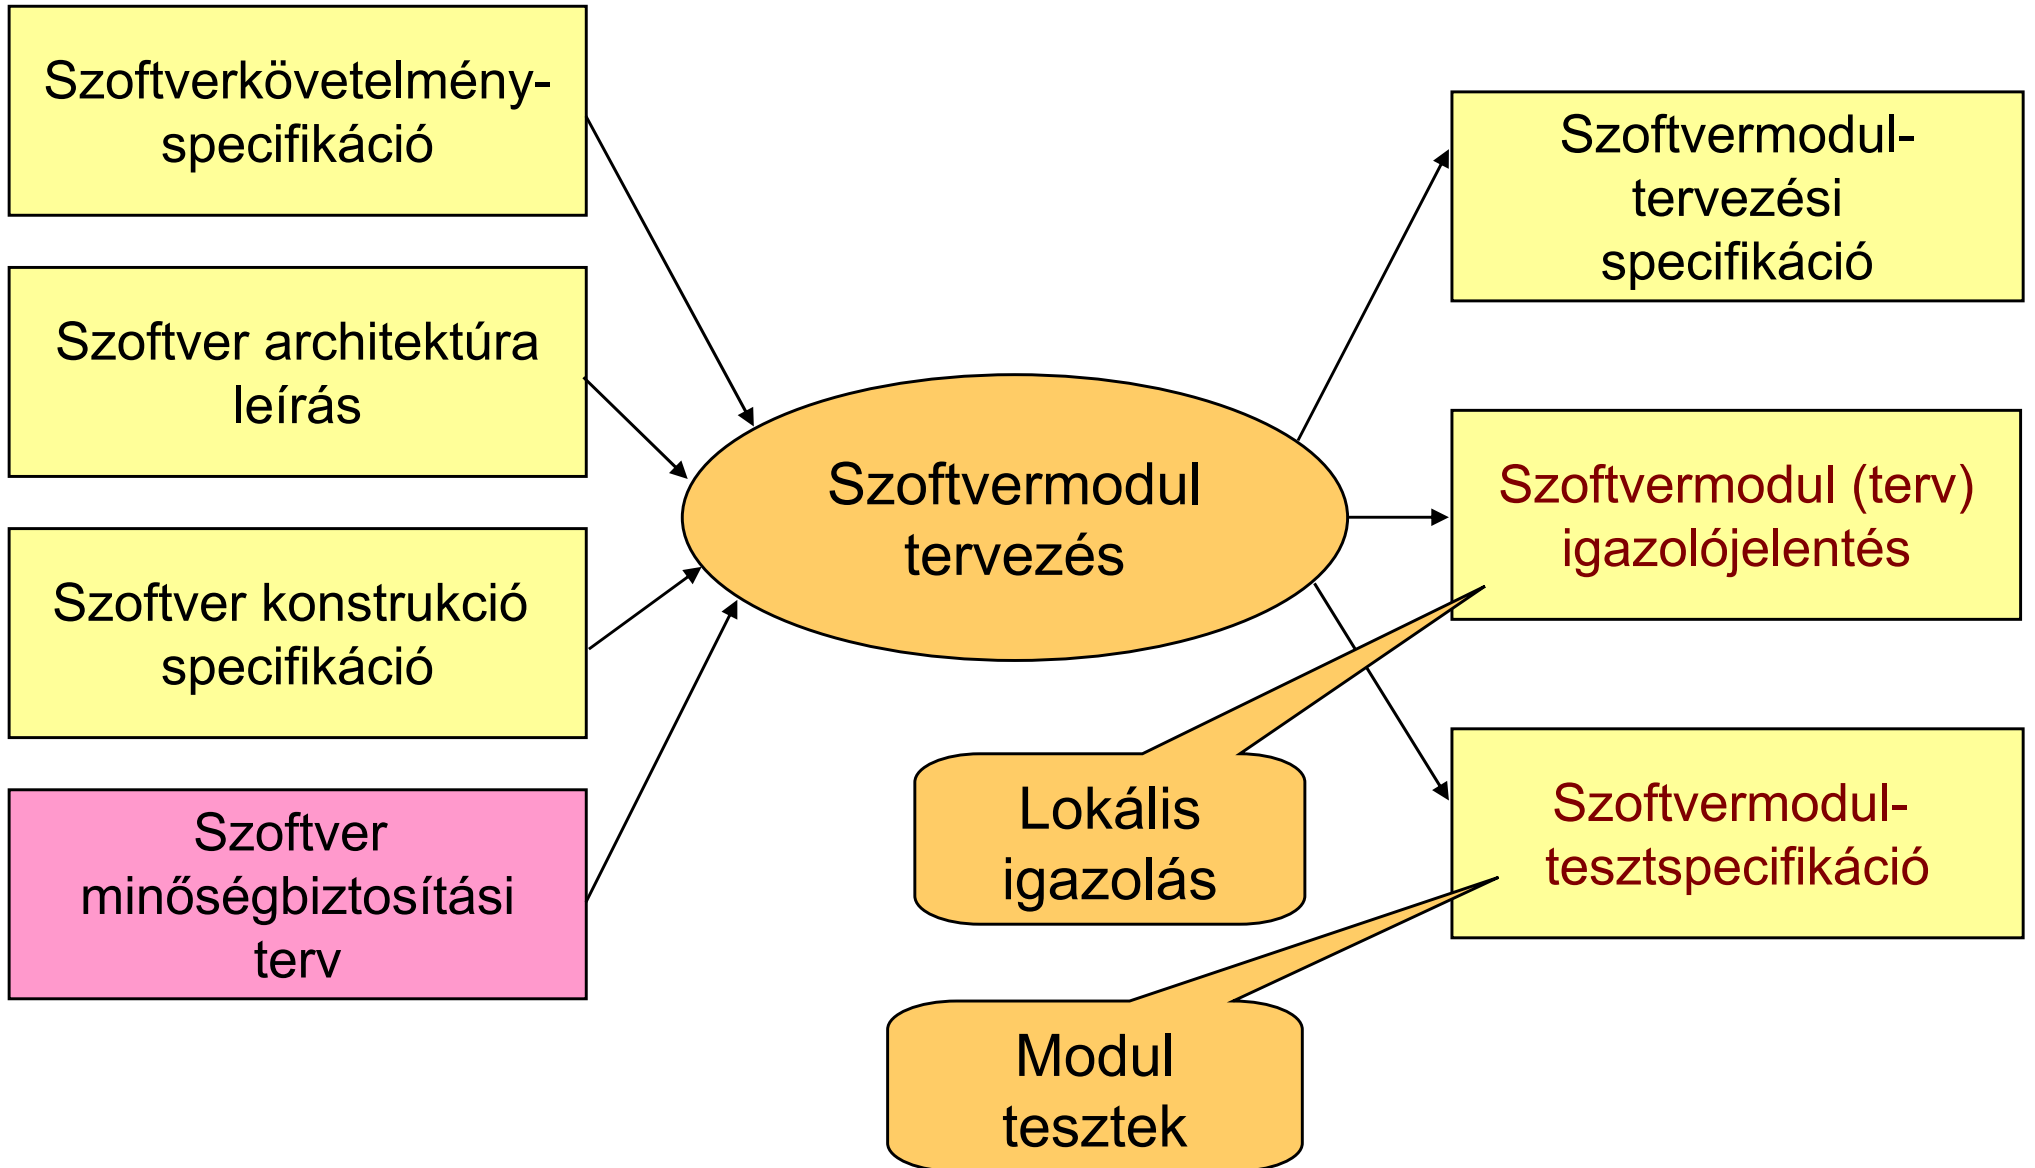 Szoftverkövetelmény-
specifikáció
Szoftver architektúra
leírás
Szoftver konstrukció
specifikáció
Szoftver
minőségbiztosítási
terv
Szoftvermodul
tervezés
Szoftvermodul-
tervezési
specifikáció
Szoftvermodul (terv)
igazolójelentés
Szoftvermodul-
tesztspecifikáció
Lokális
igazolás
Modul
tesztek